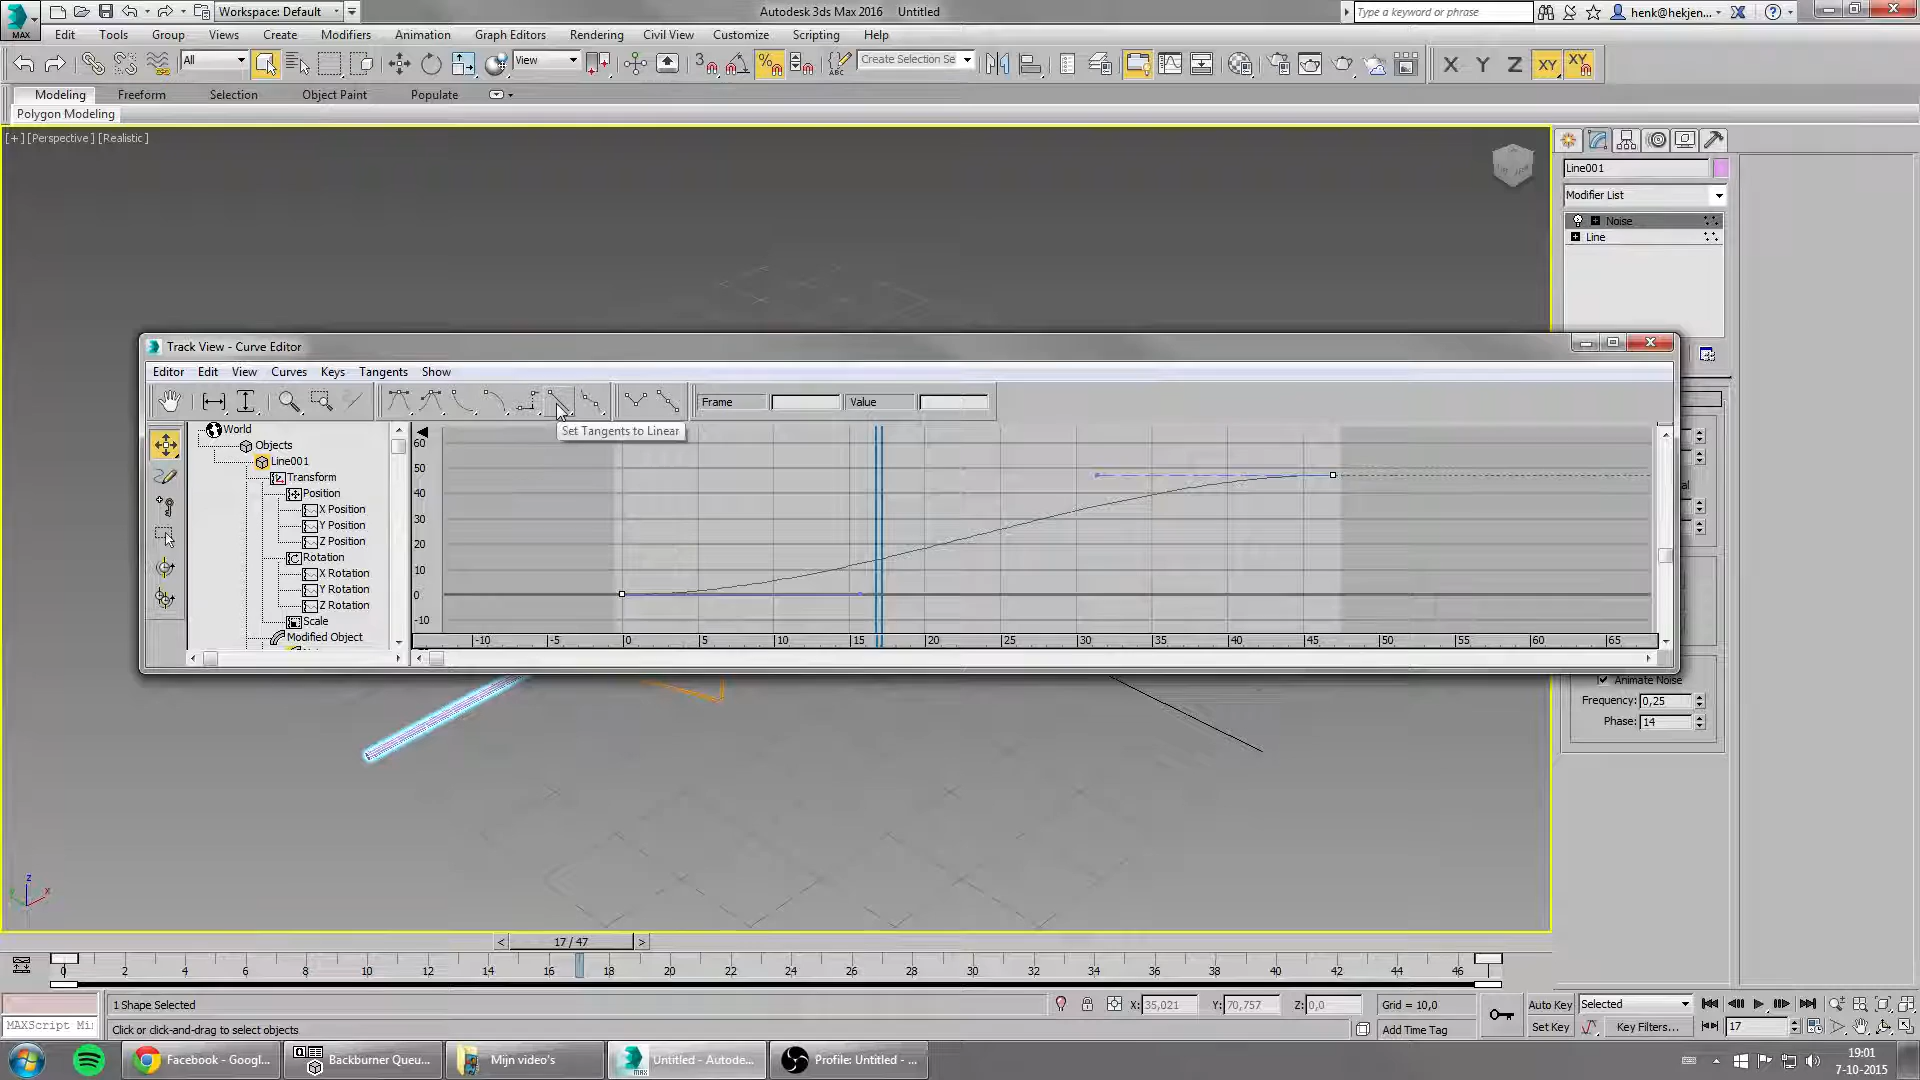 Workspace: Default
Autodesk 3ds Max 2016 Untitled
Type a keyword or phrase
henk@hekjen...
MAX
Edit Tools Group Views Create Modifiers Animation Graph Editors Rendering Civil View Customize Scripting Help
All
View
3
%
ABC
Create Selection Se
X Y Z XY XY
Modeling Freeform Selection Object Paint Populate
Polygon Modeling
[+] [Perspective] [Realistic]
Line001
Modifier List
Noise
Line
Track View - Curve Editor
Editor Edit View Curves Keys Tangents Show
Frame
Value
Set Tangents to Linear
World
Objects
Line001
Transform
Position
X Position
Y Position
Z Position
Rotation
X Rotation
Y Rotation
Z Rotation
Scale
Modified Object
60
50
40
30
20
10
0
-10
-10 -5 0 5 10 15 20 25 30 35 40 45 50 55 60 65
Animate Noise
Frequency: 0,25
Phase: 14
z
x
< 17 / 47 >
0 2 4 6 8 10 12 14 16 18 20 22 24 26 28 30 32 34 36 38 40 42 44 46
1 Shape Selected
X: 35,021 Y: 70,757 Z: 0,0
Grid = 10,0
Auto Key
Selected
MAXScript Mi
Click or click-and-drag to select objects
Add Time Tag
Set Key
Key Filters...
17
Facebook - Googl...
Backburner Queu...
Mijn video's
Untitled - Autode...
Profile: Untitled - ...
19:01
7-10-2015